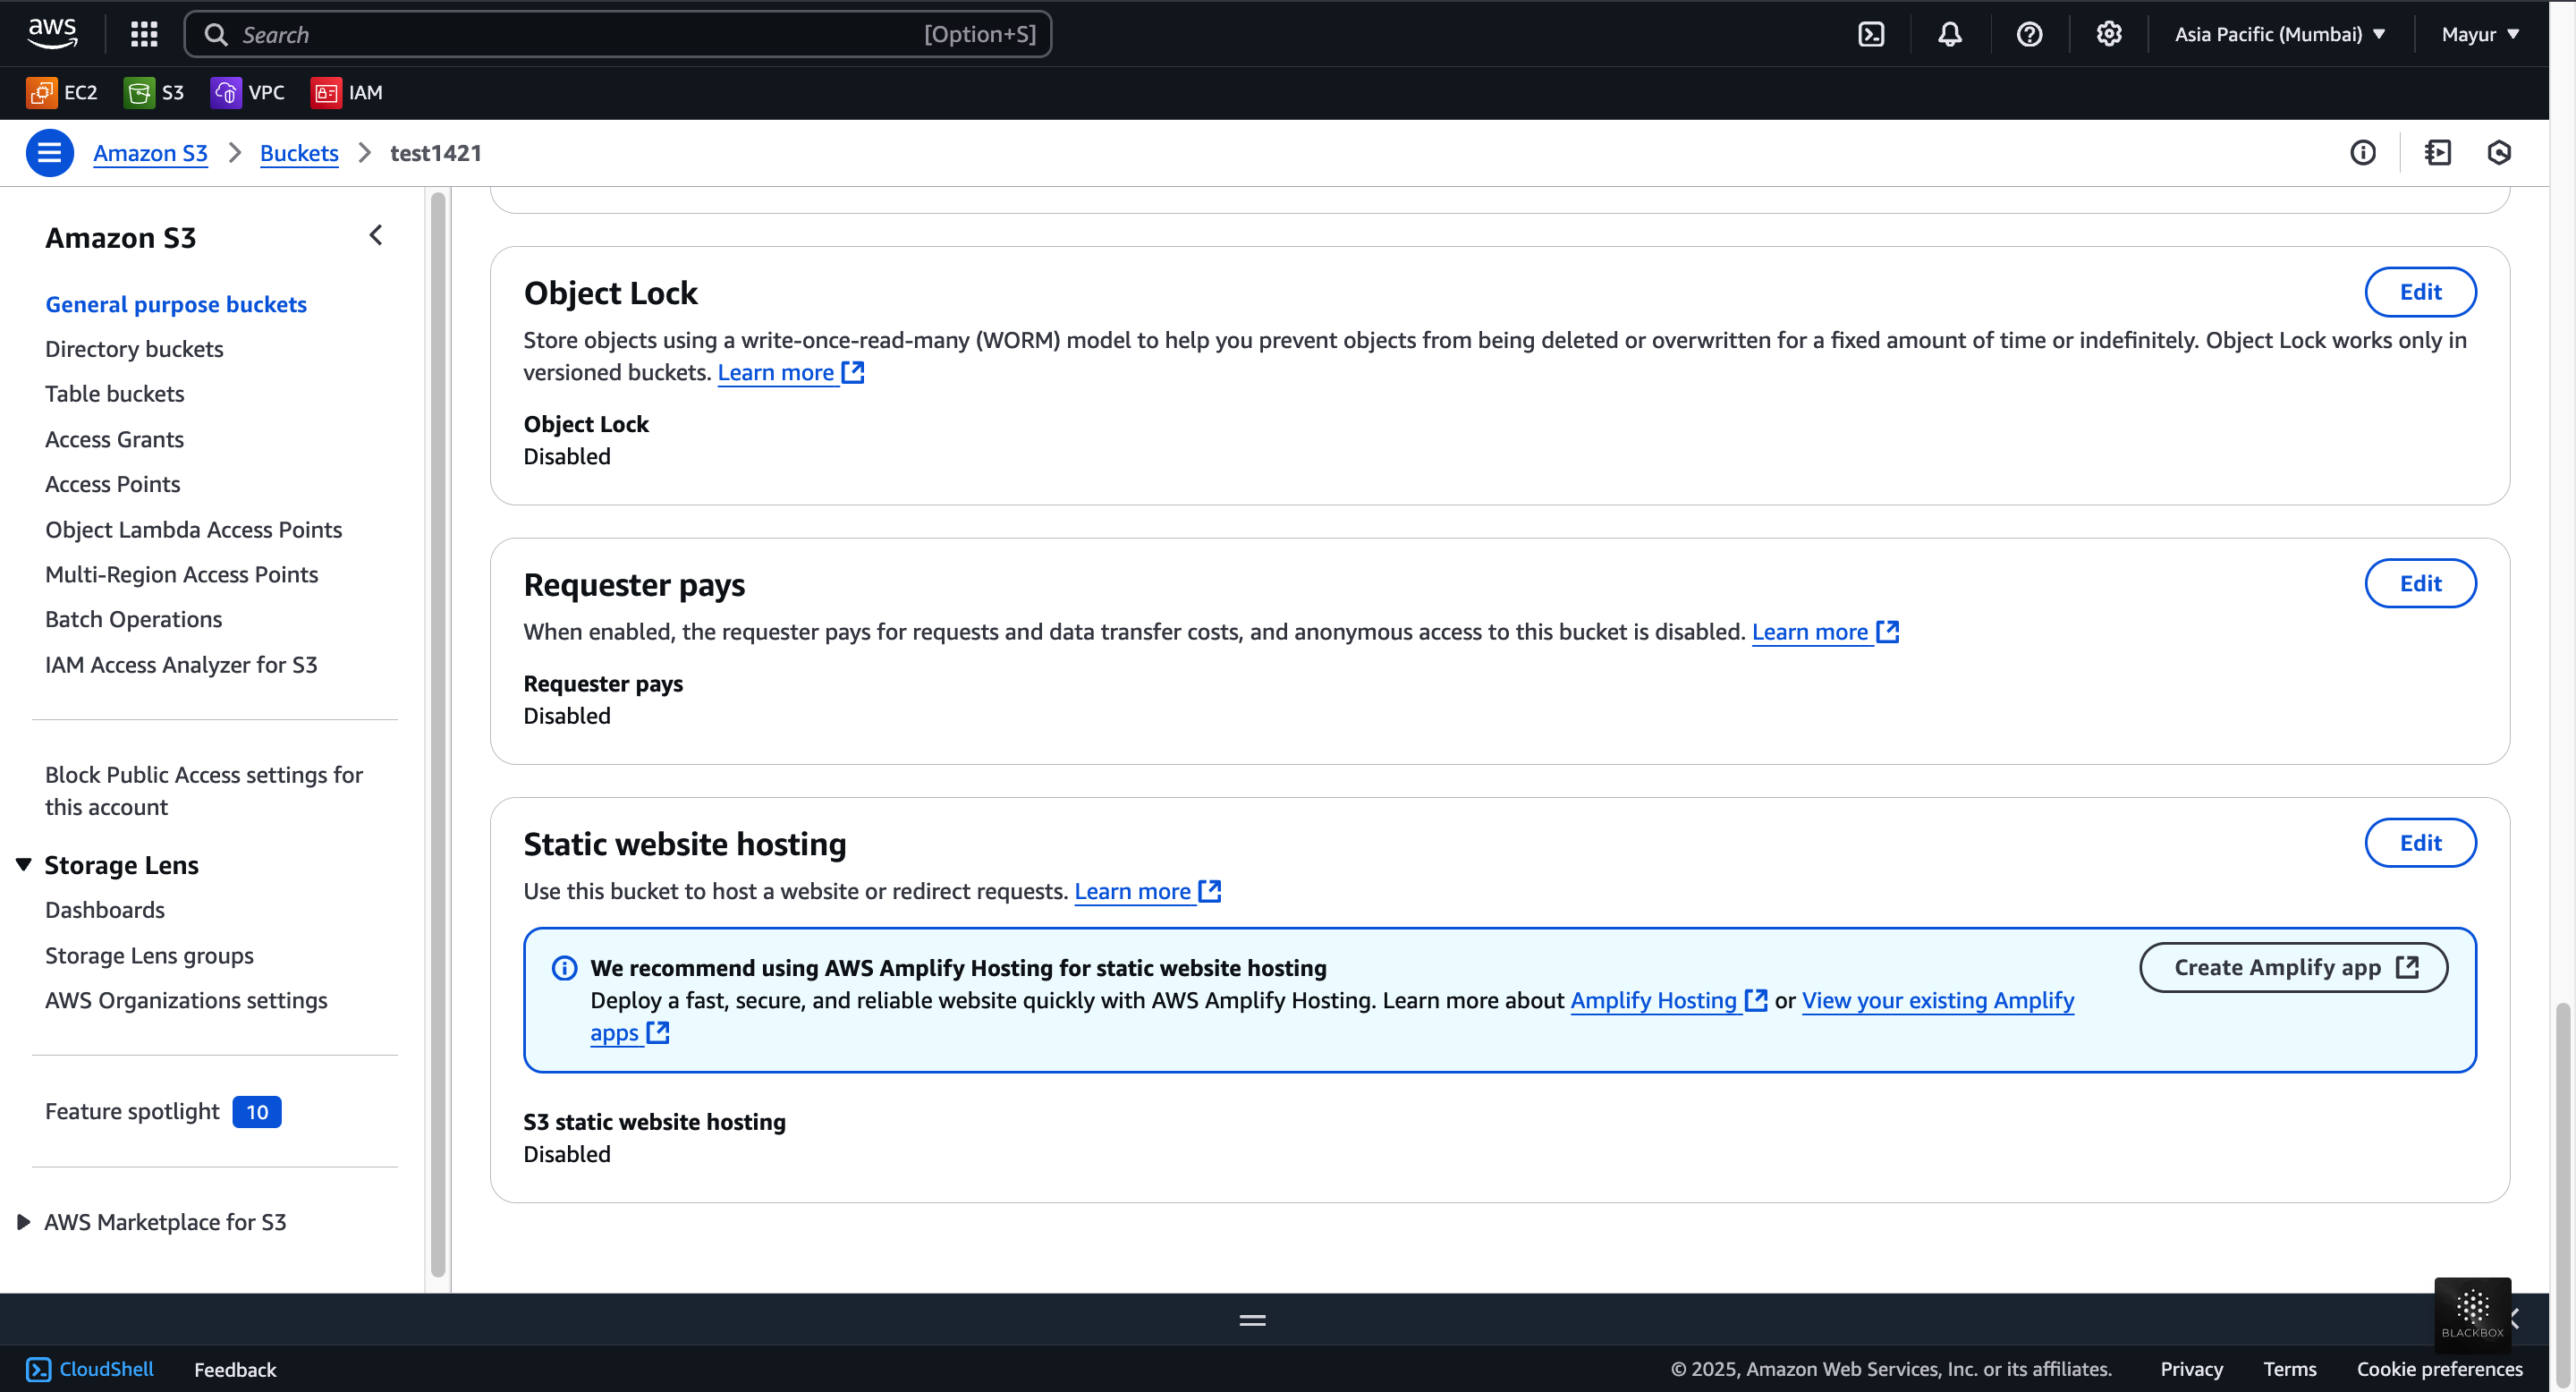 aws
Search [Option+S]
Asia Pacific (Mumbai) Mayur
EC2 S3 VPC IAM
Amazon S3 Buckets test1421
Amazon S3
General purpose buckets
Directory buckets
Table buckets
Access Grants
Access Points
Object Lambda Access Points
Multi-Region Access Points
Batch Operations
IAM Access Analyzer for S3
Block Public Access settings for
this account
Storage Lens
Dashboards
Storage Lens groups
AWS Organizations settings
Feature spotlight 10
AWS Marketplace for S3
Object Lock
Edit
Store objects using a write-once-read-many (WORM) model to help you prevent objects from being deleted or overwritten for a fixed amount of time or indefinitely. Object Lock works only in
versioned buckets. Learn more
Object Lock
Disabled
Requester pays
Edit
When enabled, the requester pays for requests and data transfer costs, and anonymous access to this bucket is disabled. Learn more
Requester pays
Disabled
Static website hosting
Edit
Use this bucket to host a website or redirect requests. Learn more
We recommend using AWS Amplify Hosting for static website hosting
Create Amplify app
Deploy a fast, secure, and reliable website quickly with AWS Amplify Hosting. Learn more about Amplify Hosting or View your existing Amplify
apps
S3 static website hosting
Disabled
BLACKBOX
CloudShell Feedback
© 2025, Amazon Web Services, Inc. or its affiliates. Privacy Terms Cookie preferences